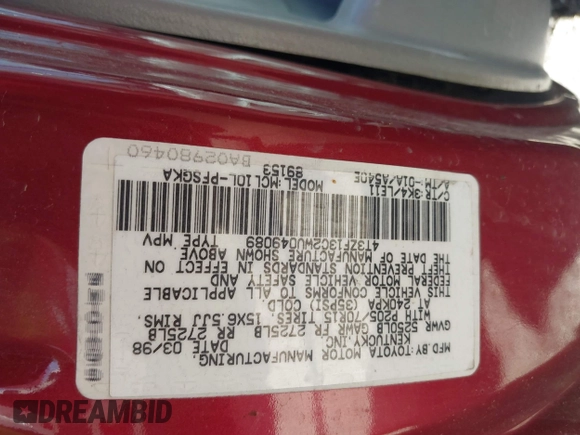 MFD.BY:TOYOTA MOTOR MANUFACTURING
KENTUCKY,INC. DATE 03/98
GVWR 5250LB GAWR FR 2725LB RR 2725LB
WITH P205/70R15 TIRES, 15X6.5JJ RIMS,
AT 240KPA (35PSI) COLD
THIS VEHICLE CONFORMS TO ALL APPLICABLE
FEDERAL MOTOR VEHICLE SAFETY AND
THEFT PREVENTION STANDARDS IN EFFECT ON
THE DATE OF MANUFACTURE SHOWN ABOVE
4T3ZF13C2WU049089 TYPE MPV
C/TR:3K4/LE11 MODEL:MCL10L-PFSGKA
A/TM:-01A/A540E 89153
BA02980460
DREAMBID